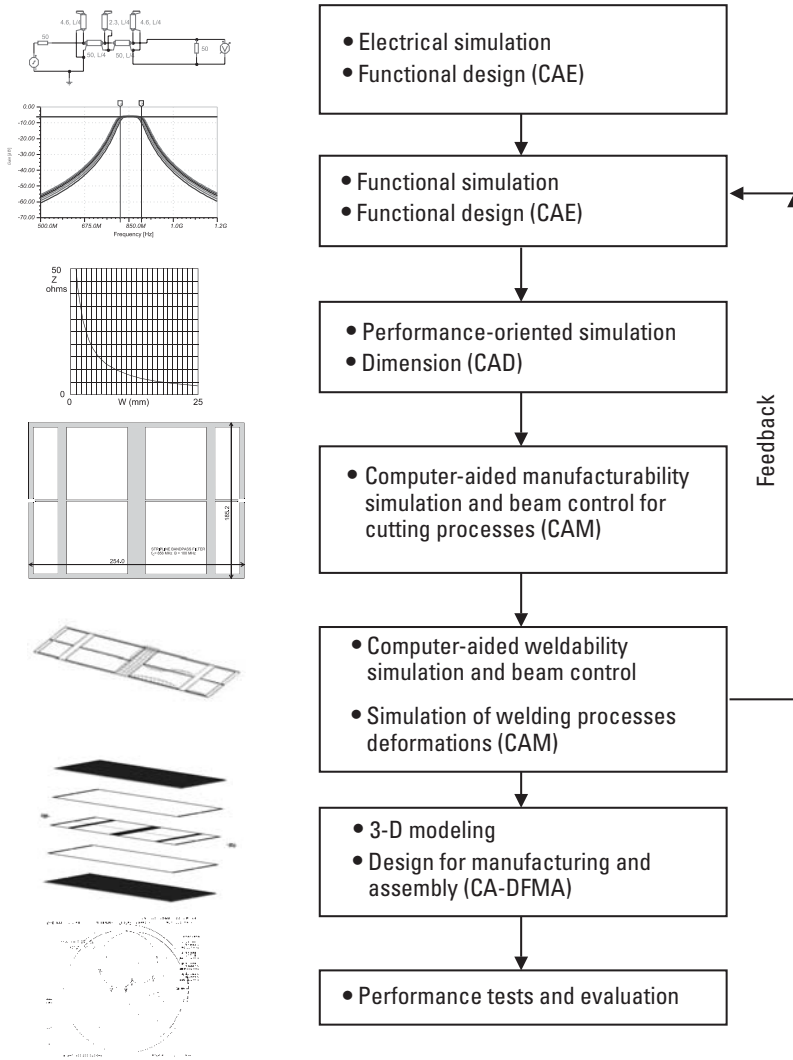 4.6, L/4
2.3, L/4
4.6, L/4
50
50, L/4
50, L/4
50
V
• Electrical simulation
• Functional design (CAE)
0.00
-10.00
-20.00
-30.00
-40.00
-50.00
-60.00
-70.00
500.0M
675.0M
850.0M
1.0G
1.2G
Frequency [Hz]
• Functional simulation
• Functional design (CAE)
50
Z
ohms
0
0
W (mm)
25
• Performance-oriented simulation
• Dimension (CAD)
Feedback
254.0
185.2
STRIPLINE BANDPASS FILTER
• Computer-aided manufacturability
simulation and beam control for
cutting processes (CAM)
• Computer-aided weldability
simulation and beam control
• Simulation of welding processes
deformations (CAM)
• 3-D modeling
• Design for manufacturing and
assembly (CA-DFMA)
• Performance tests and evaluation